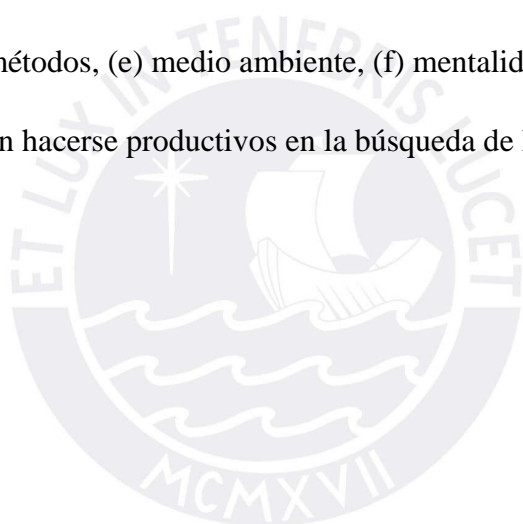 métodos, (e) medio ambiente, (f) mentalid
n hacerse productivos en la búsqueda de
ET LUX IN TENEBRIS LUCET
MCMXVII